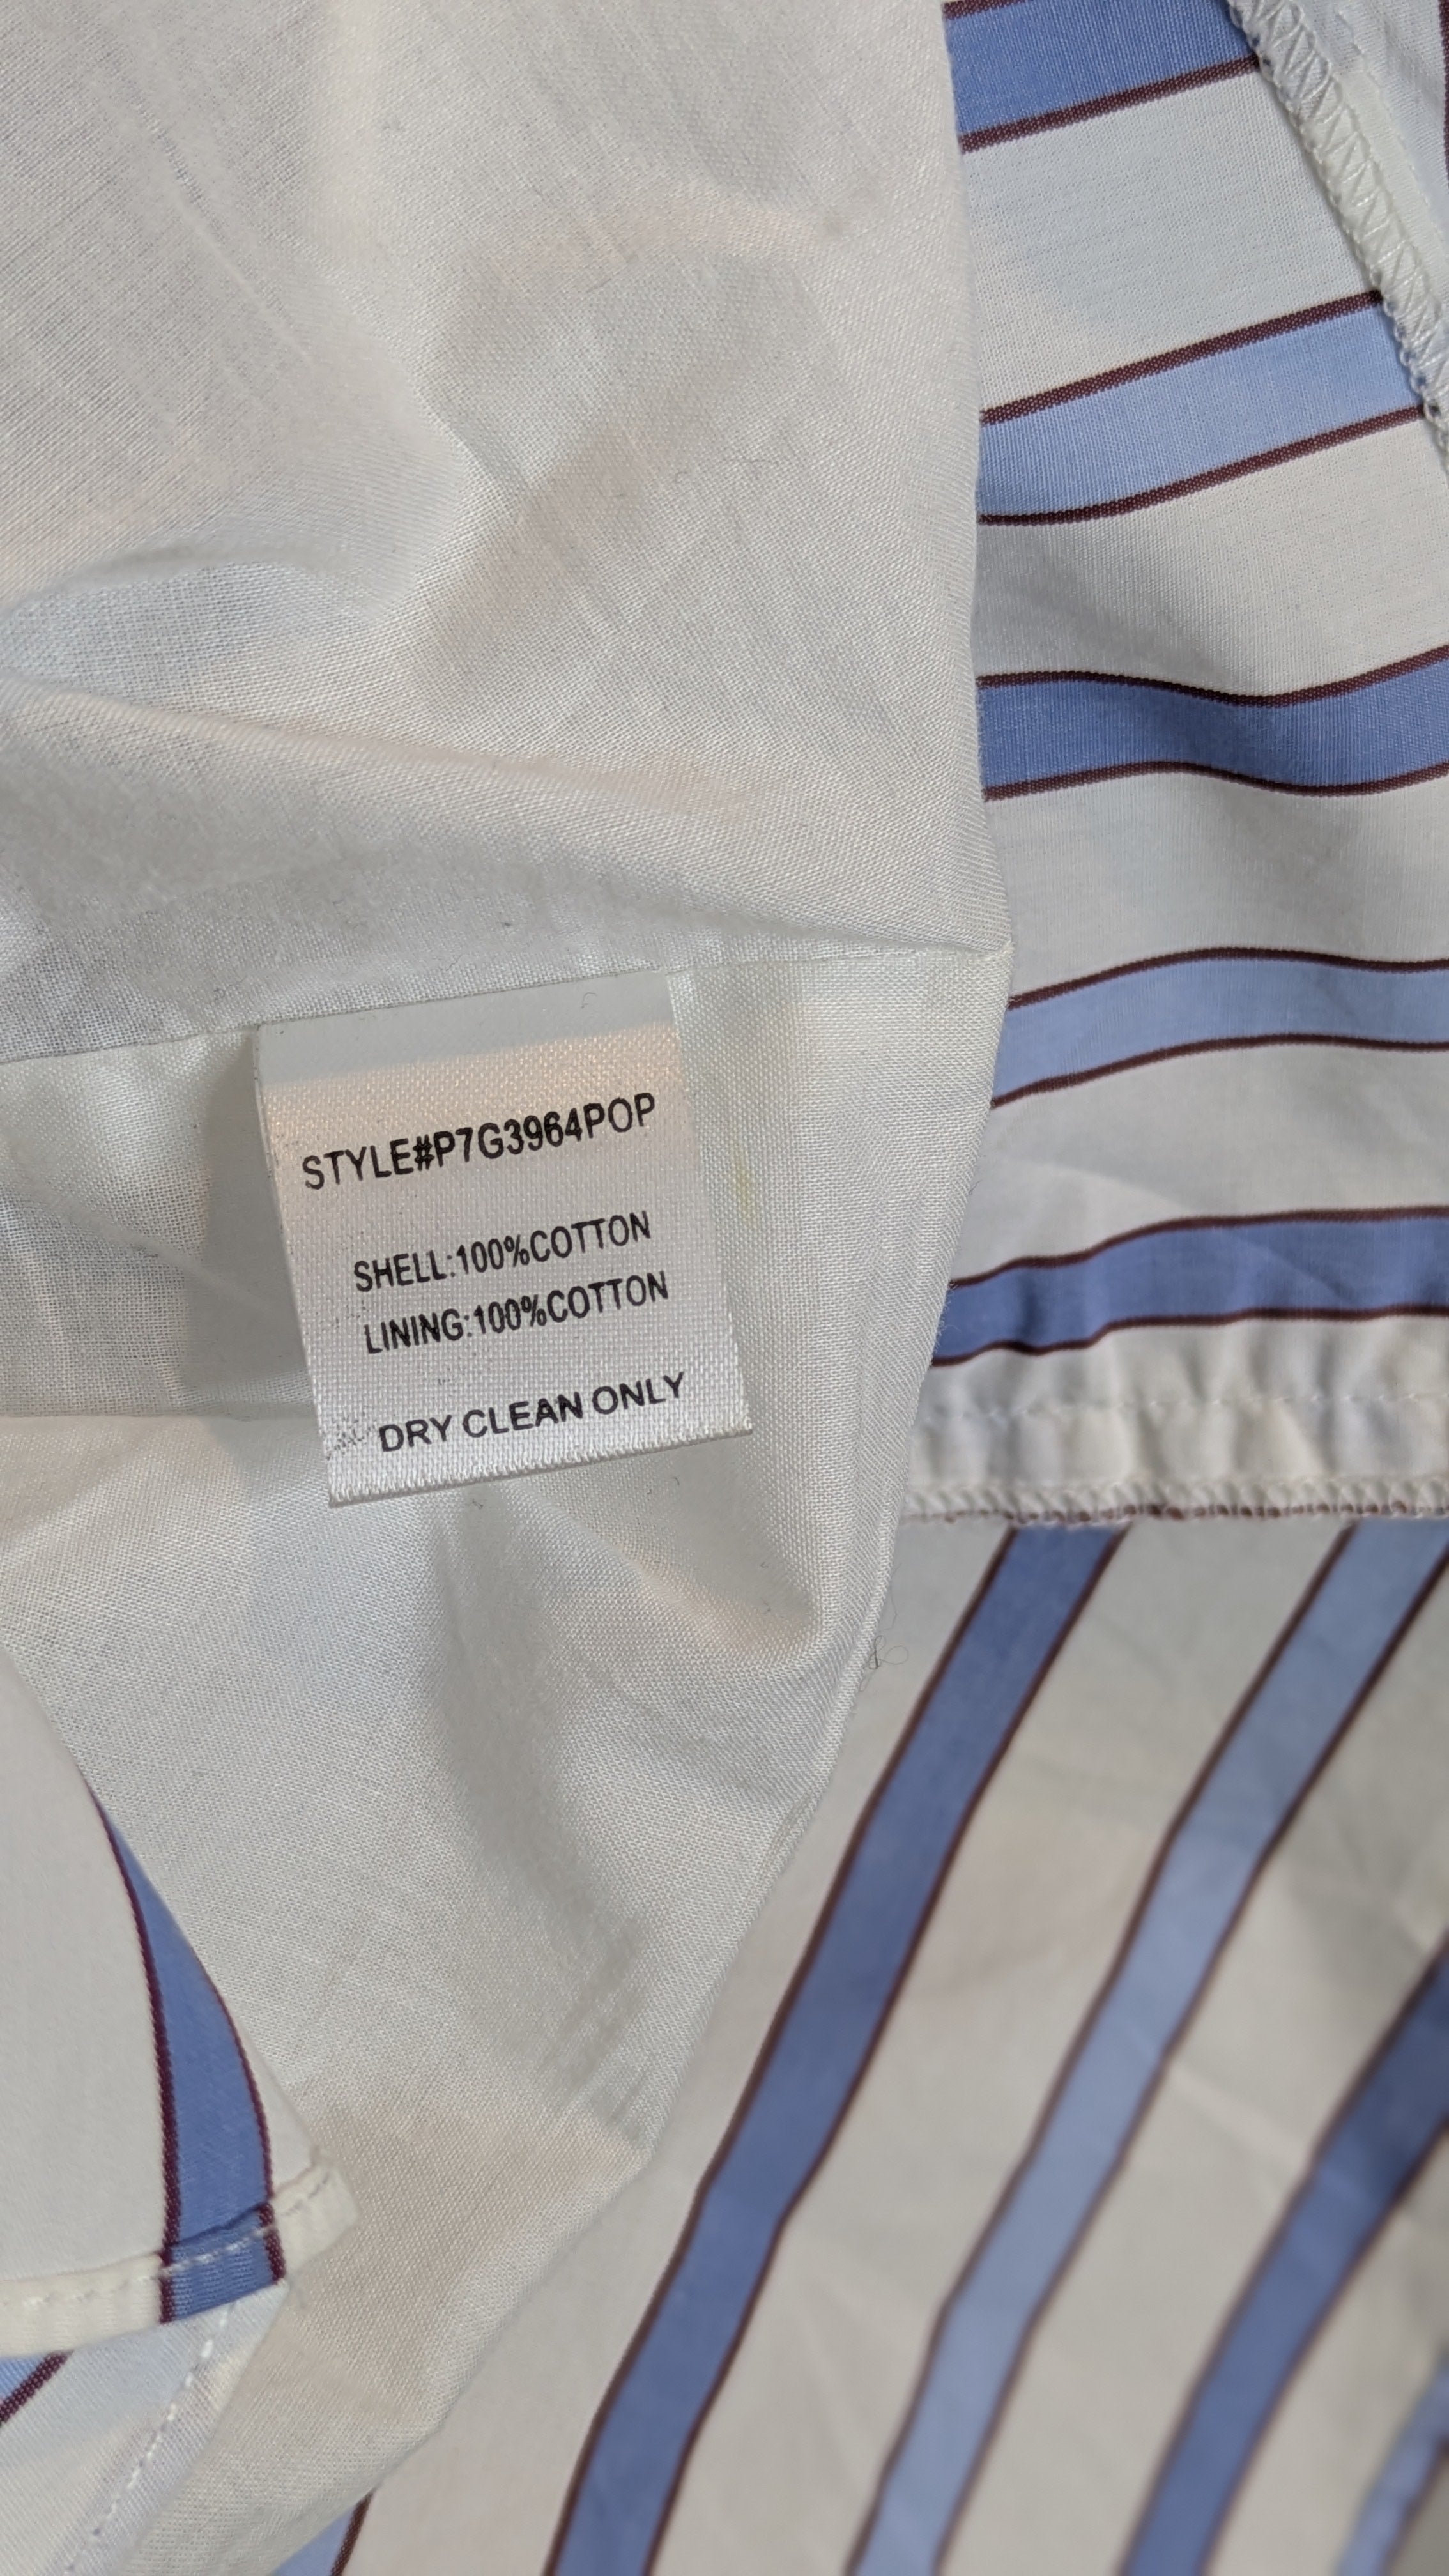 STYLE#P7G3964POP
SHELL:100%COTTON
LINING:100%COTTON
DRY CLEAN ONLY